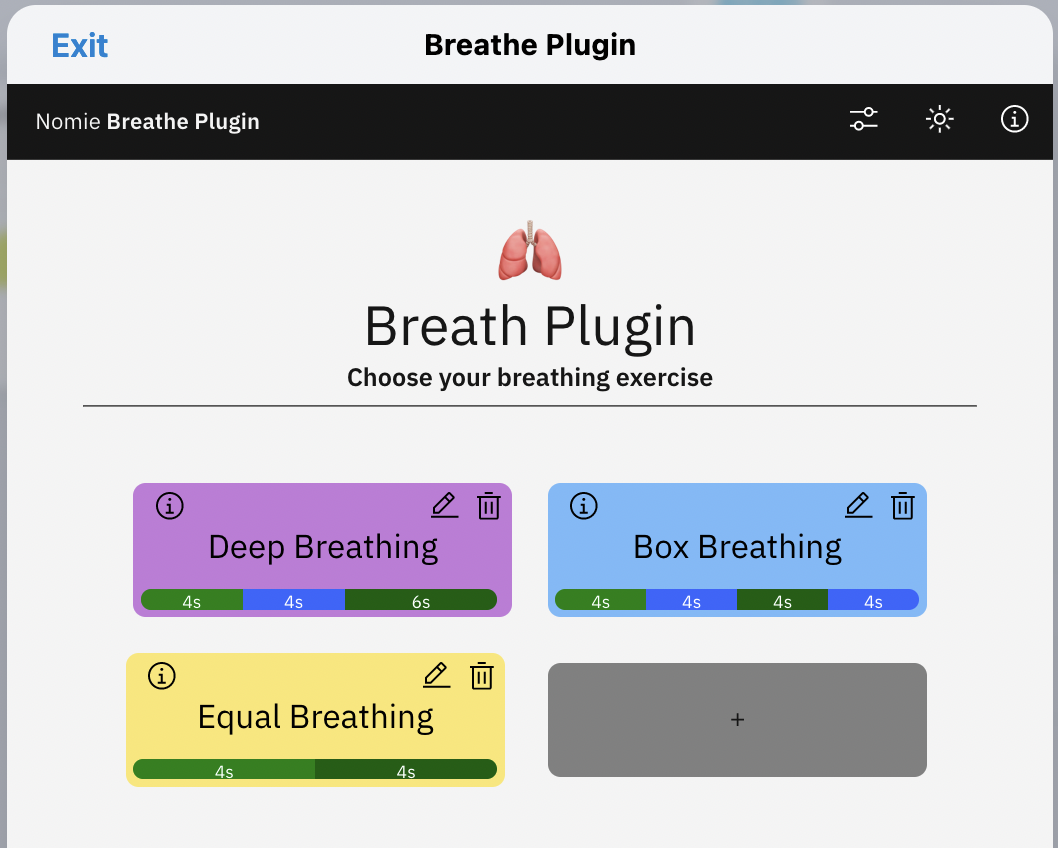 Exit
Breathe Plugin
Nomie Breathe Plugin
Breath Plugin
Choose your breathing exercise
Deep Breathing
4s 4s 6s
Box Breathing
4s 4s 4s 4s
Equal Breathing
4s 4s
+